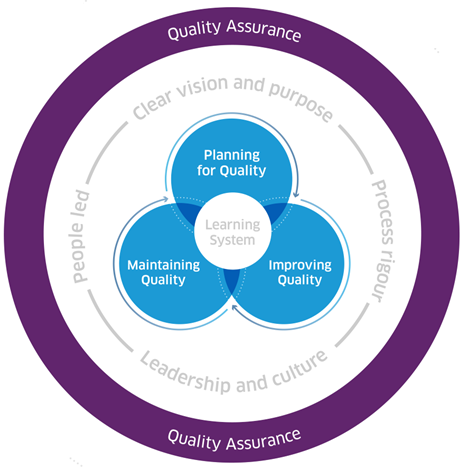 Quality Assurance
Clear vision and purpose
Planning
for Quality
People led
Process rigour
Learning
System
Maintaining
Quality
Improving
Quality
Leadership and culture
Quality Assurance